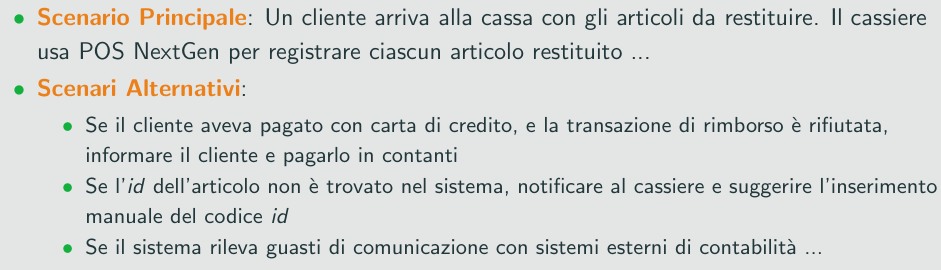 • Scenario Principale: Un cliente arriva alla cassa con gli articoli da restituire. Il cassiere
usa POS NextGen per registrare ciascun articolo restituito ...
• Scenari Alternativi:
• Se il cliente aveva pagato con carta di credito, e la transazione di rimborso è rifiutata,
informare il cliente e pagarlo in contanti
• Se l'id dell'articolo non è trovato nel sistema, notificare al cassiere e suggerire l'inserimento
manuale del codice id
• Se il sistema rileva guasti di comunicazione con sistemi esterni di contabilità ...